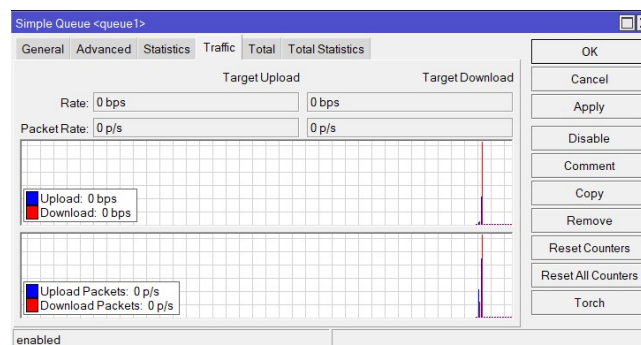 Simple Queue <queue1>
General Advanced Statistics Traffic Total Total Statistics
Target Upload Target Download
Rate: 0 bps 0 bps
Packet Rate: 0 p/s 0 p/s
Upload: 0 bps
Download: 0 bps
Upload Packets: 0 p/s
Download Packets: 0 p/s
enabled
OK
Cancel
Apply
Disable
Comment
Copy
Remove
Reset Counters
Reset All Counters
Torch